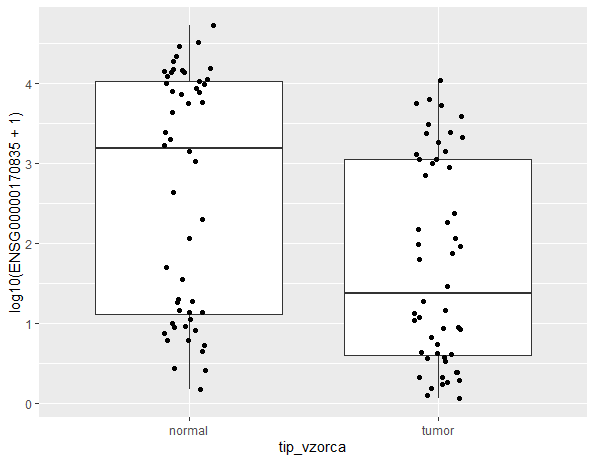 log10(ENSG00000170835 + 1)
4
3
2
1
0
normal
tumor
tip_vzorca